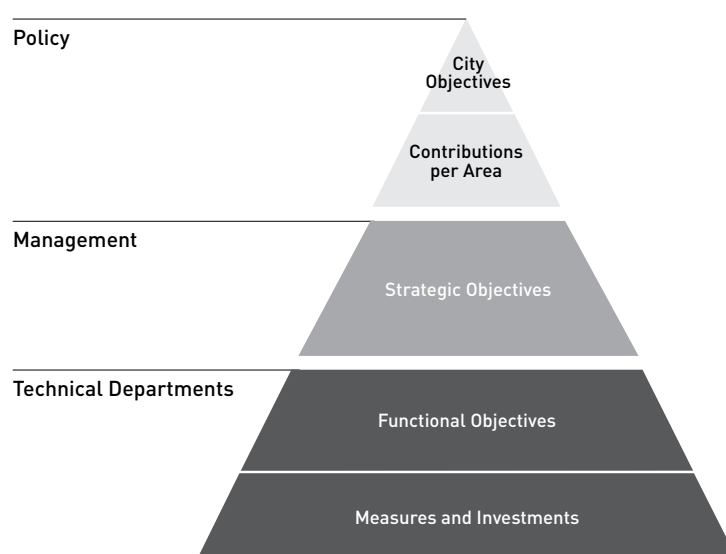 Policy
City
Objectives
Contributions
per Area
Management
Strategic Objectives
Technical Departments
Functional Objectives
Measures and Investments